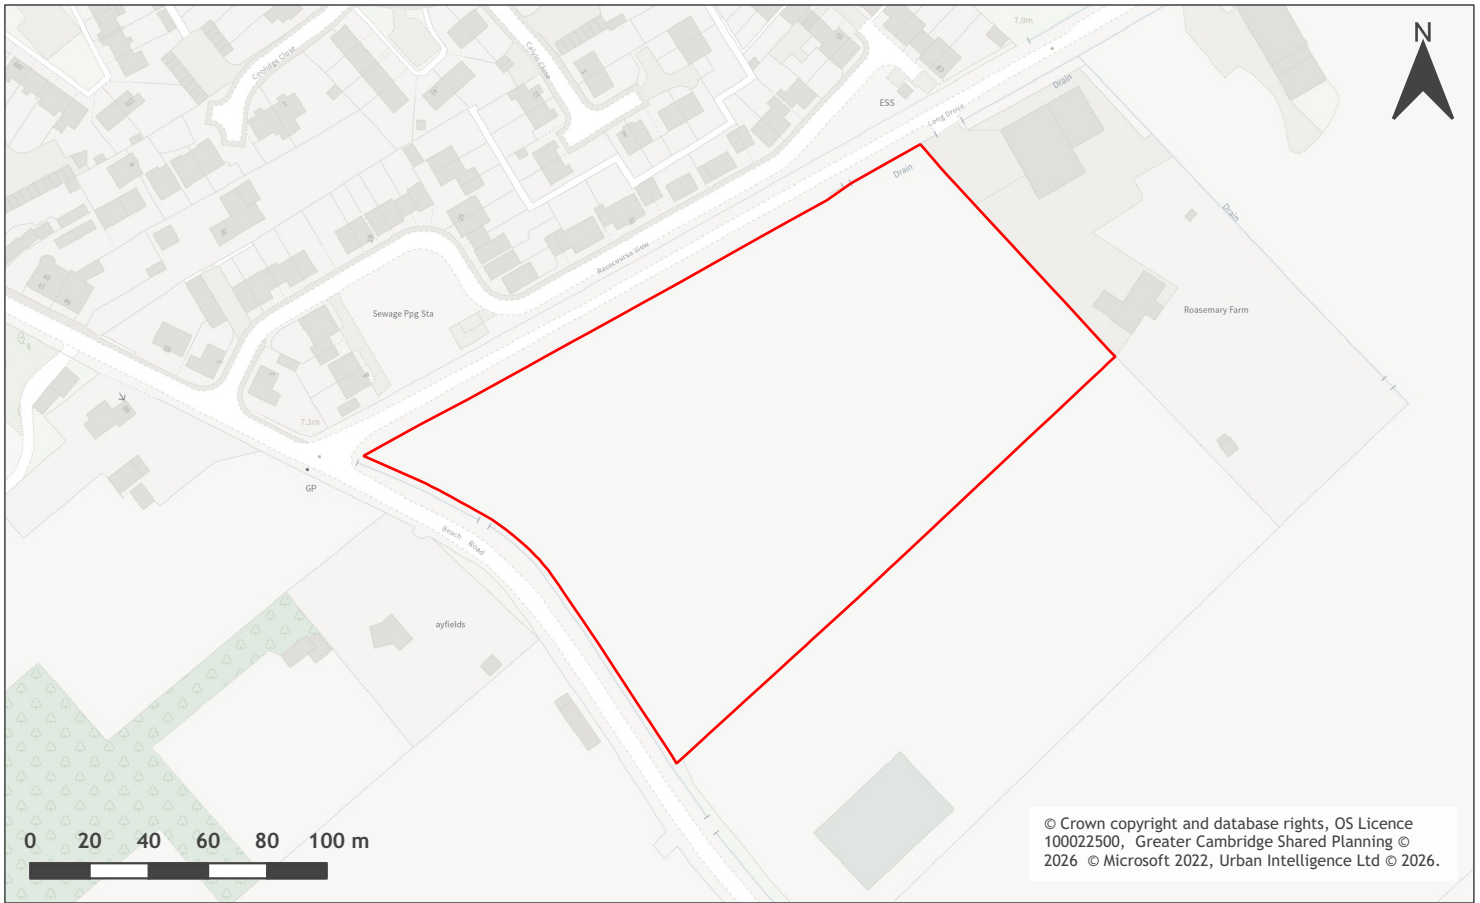 7.0m
N
Coolidge Close
Calvin Close
ESS
Long Drove
Drain
Drain
Drain
Racecourse View
Sewage Ppg Sta
Roasemary Farm
7.3m
GP
Beach Road
ayfields
0 20 40 60 80 100 m
© Crown copyright and database rights, OS Licence
100022500, Greater Cambridge Shared Planning ©
2026 © Microsoft 2022, Urban Intelligence Ltd © 2026.